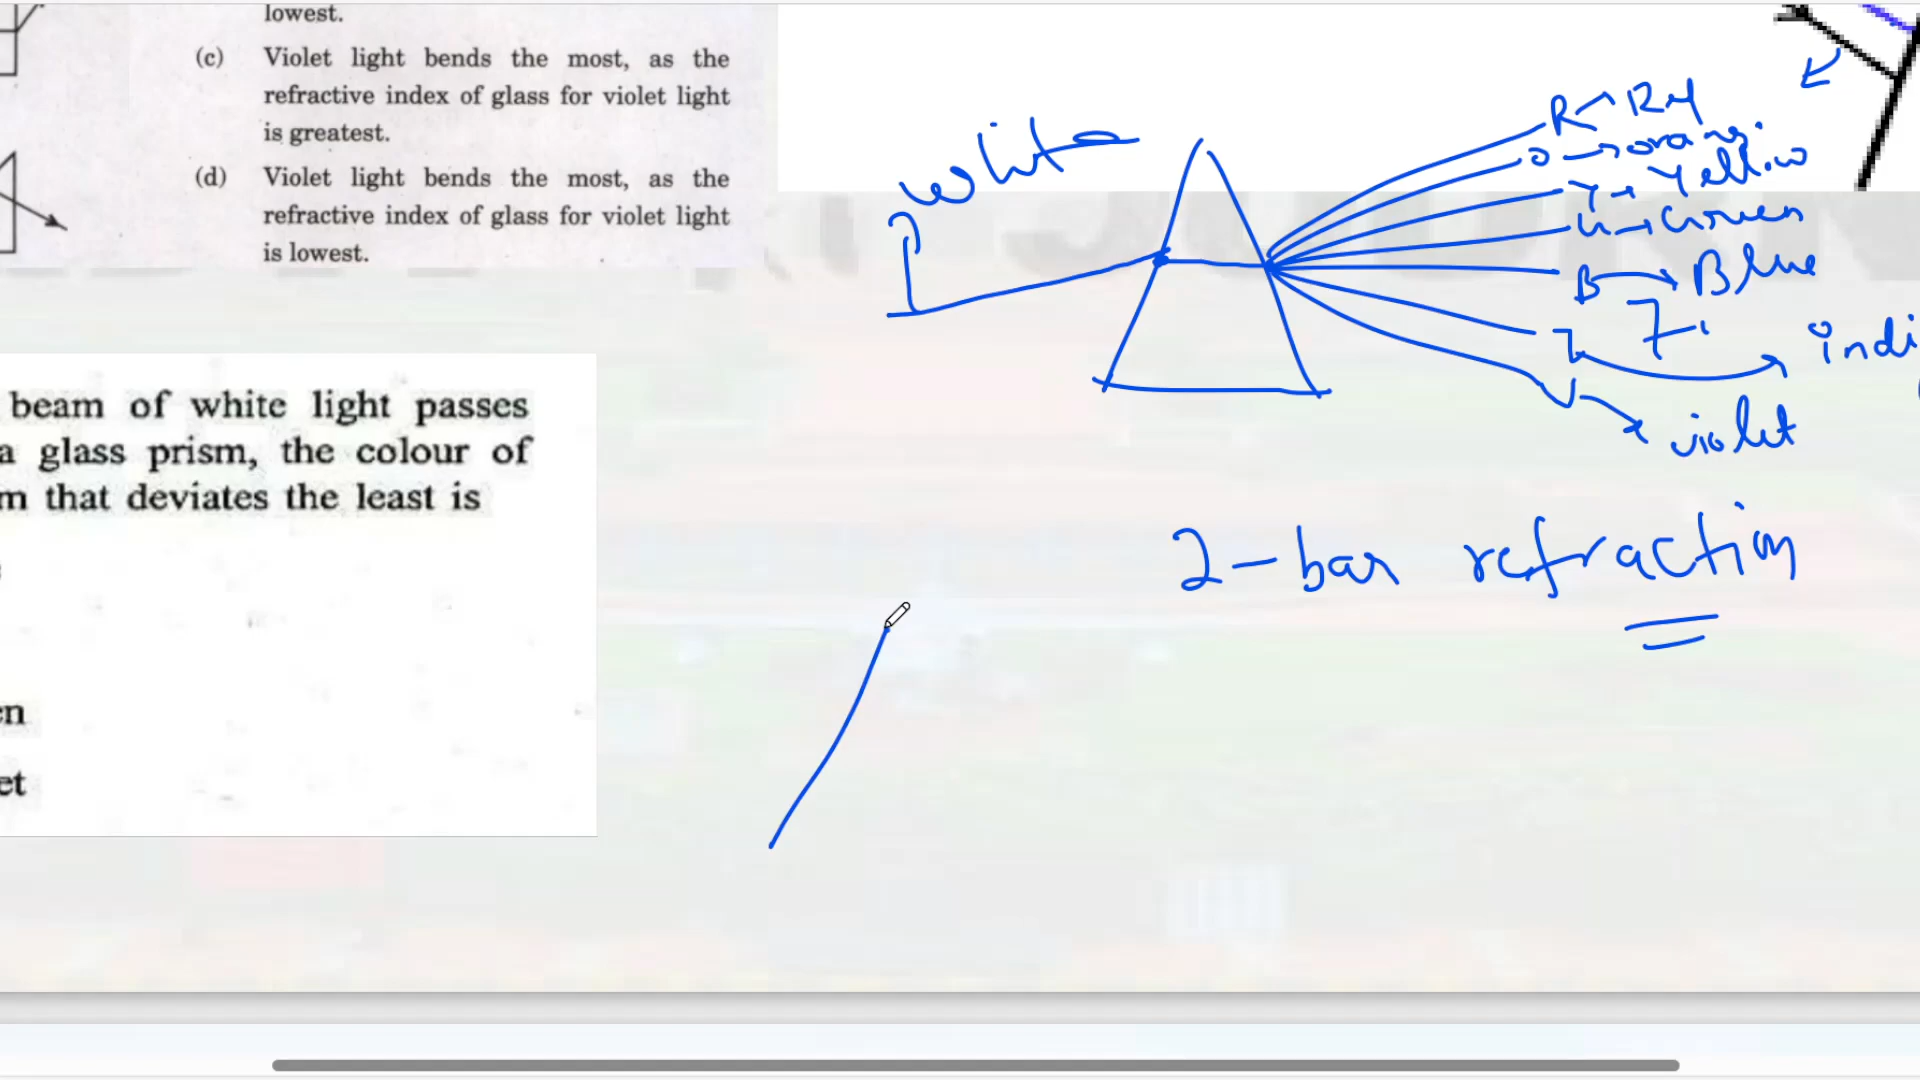 lowest.
(c) Violet light bends the most, as the
refractive index of glass for violet light
is greatest.
(d) Violet light bends the most, as the
refractive index of glass for violet light
is lowest.
beam of white light passes
a glass prism, the colour of
m that deviates the least is
en
et
White
R
O
Y → Yellow
→ Green
B → Blue
7
I → indi
V → violet
2-bar refraction